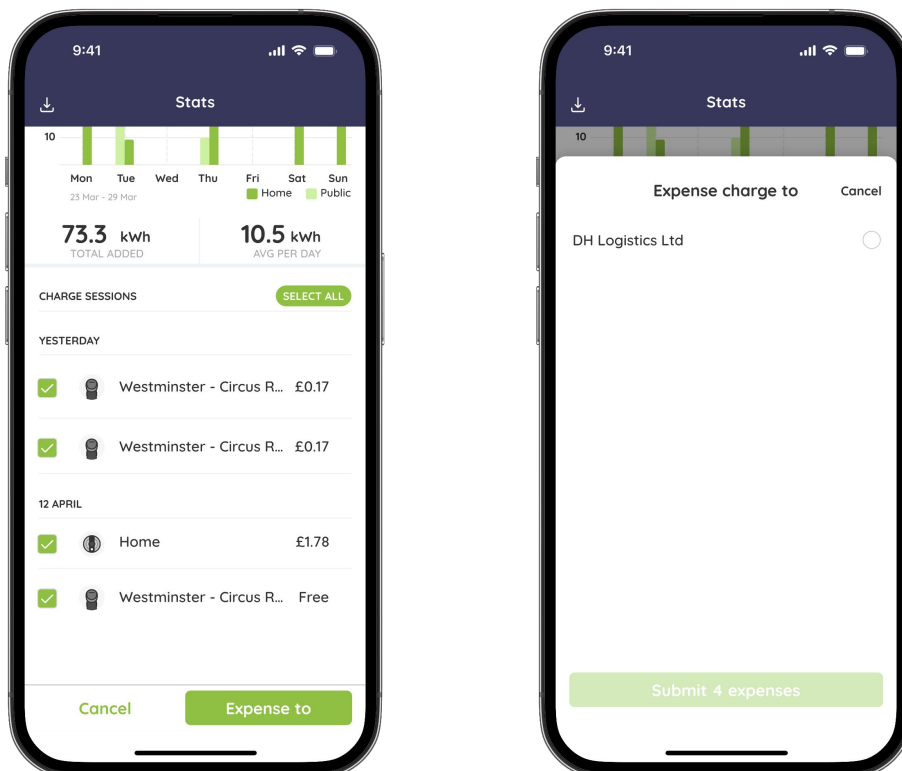 9:41
Stats
10
Mon Tue Wed Thu Fri Sat Sun
23 Mar - 29 Mar
Home Public
73.3 kWh
TOTAL ADDED
10.5 kWh
AVG PER DAY
CHARGE SESSIONS
SELECT ALL
YESTERDAY
Westminster - Circus R... £0.17
Westminster - Circus R... £0.17
12 APRIL
Home £1.78
Westminster - Circus R... Free
Cancel
Expense to
9:41
Stats
10
Expense charge to
Cancel
DH Logistics Ltd
Submit 4 expenses